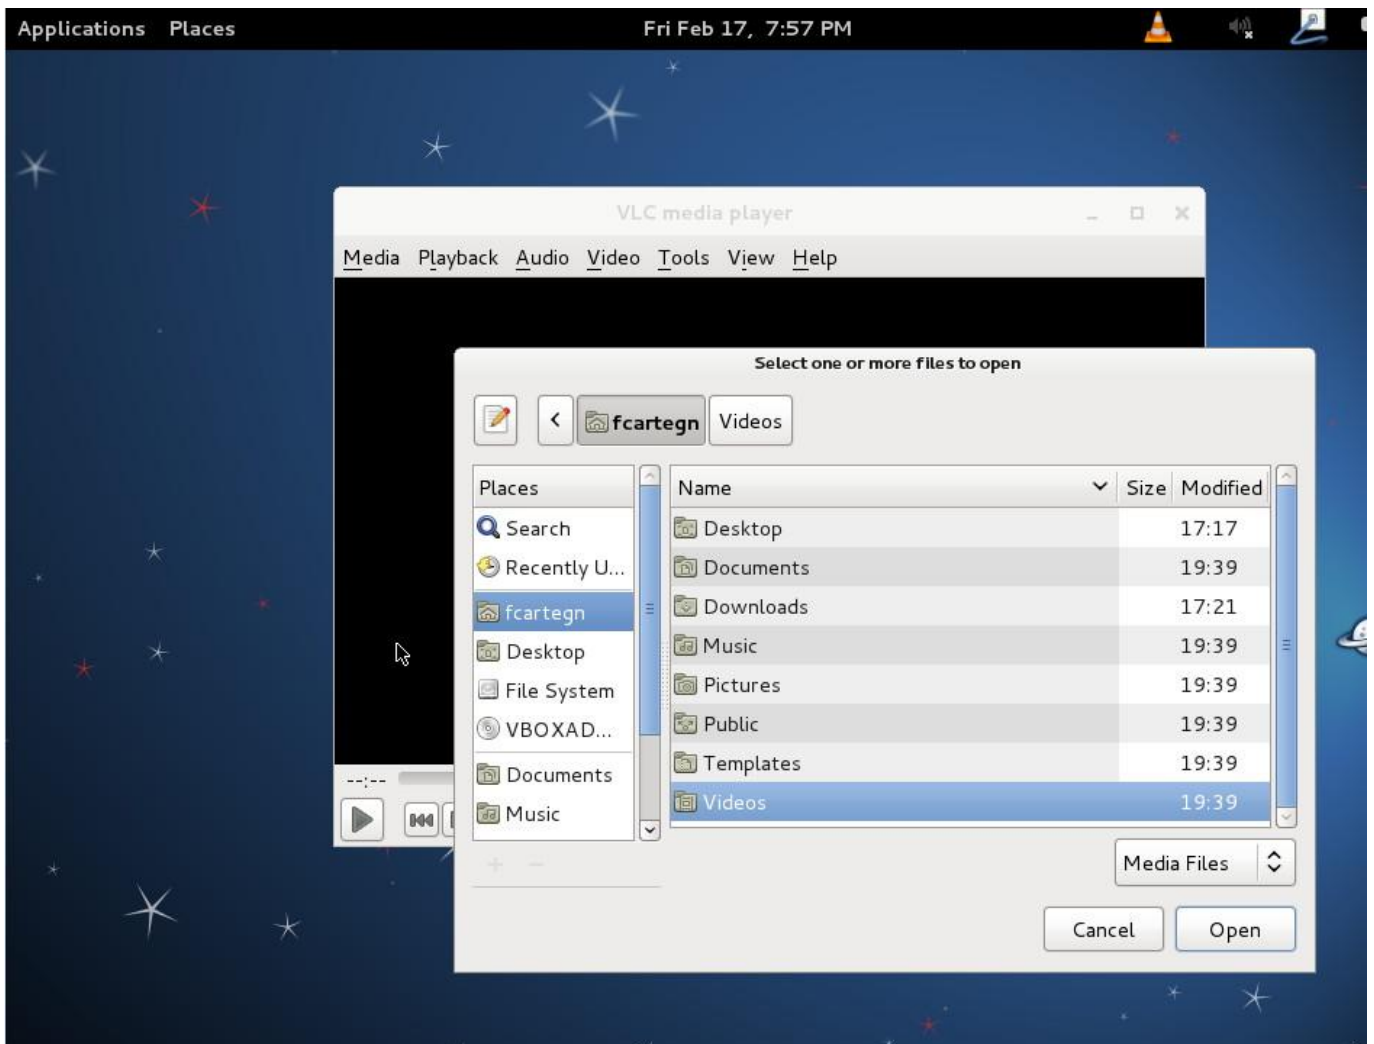 Applications Places Fri Feb 17, 7:57 PM
VLC media player
Media Playback Audio Video Tools View Help
Select one or more files to open
fcartegn Videos
Places Name Size Modified
Search Desktop 17:17
Recently U... Documents 19:39
fcartegn Downloads 17:21
Desktop Music 19:39
File System Pictures 19:39
VBOXAD... Public 19:39
Documents Templates 19:39
Music Videos 19:39
--:--
Media Files
Cancel Open